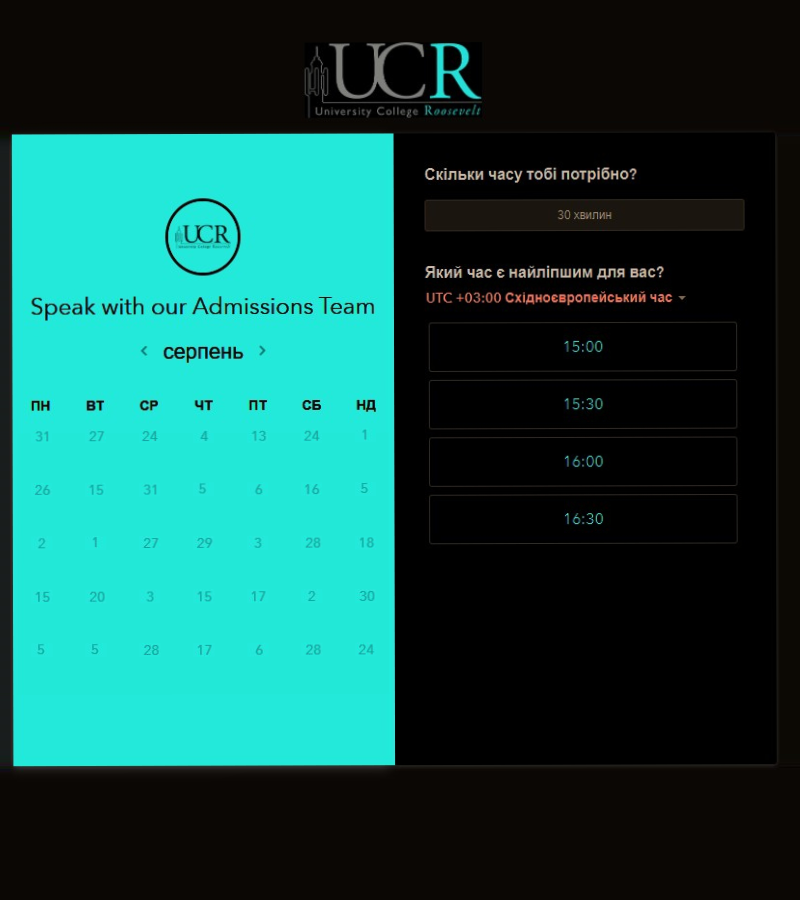 UCR
University College Roosevelt
UCR
Speak with our Admissions Team
серпень
ПН ВТ СР ЧТ ПТ СБ НД
31 27 24 4 13 24 1
26 15 31 5 6 16 5
2 1 27 29 3 28 18
15 20 3 15 17 2 30
5 5 28 17 6 28 24
Скільки часу тобі потрібно?
30 хвилин
Який час є найліпшим для вас?
UTC +03:00 Східноєвропейський час
15:00
15:30
16:00
16:30